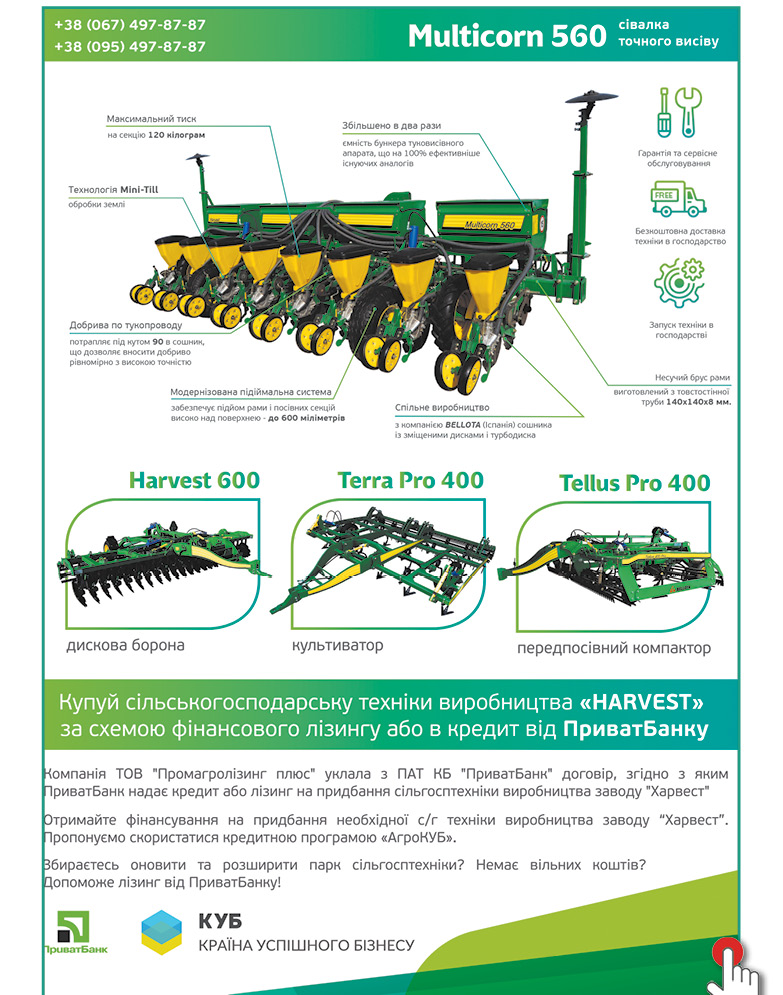 +38 (067) 497-87-87
+38 (095) 497-87-87
Multicorn 560
сівалка
точного висіву
Максимальний тиск
на секцію 120 кілограм
Збільшено в два рази
ємність бункера туковисівного
апарата, що на 100% ефективніше
існуючих аналогів
Гарантія та сервісне
обслуговування
Технологія Mini-Till
обробки землі
FREE
Multicorn 560
Безкоштовна доставка
техніки в господарство
Добрива по тукопроводу
потрапляє під кутом 90 в сошник,
що дозволяє вносити добриво
рівномірно з високою точністю
Запуск техніки в
господарстві
Модернізована підіймальна система
забезпечує підйом рами і посівних секцій
високо над поверхнею - до 600 міліметрів
Спільне виробництво
з компанією BELLOTA (Іспанія) сошника
із зміщеними дисками і турбодиска
Несучий брус рами
виготовлений з товстостінної
труби 140х140х8 мм.
Harvest 600
Terra Pro 400
Tellus Pro 400
дискова борона
культиватор
передпосівний компактор
Купуй сільськогосподарську техніки виробництва «HARVEST»
за схемою фінансового лізингу або в кредит від ПриватБанку
Компанія ТОВ "Промагролізинг плюс" уклала з ПАТ КБ "ПриватБанк" договір, згідно з яким
ПриватБанк надає кредит або лізинг на придбання сільгосптехніки виробництва заводу "Харвест"
Отримайте фінансування на придбання необхідної с/г техніки виробництва заводу “Харвест”.
Пропонуємо скористатися кредитною програмою «АгроКУБ».
Збираєтесь оновити та розширити парк сільгосптехніки? Немає вільних коштів?
Допоможе лізинг від ПриватБанку!
ПриватБанк
КУБ
КРАЇНА УСПІШНОГО БІЗНЕСУ